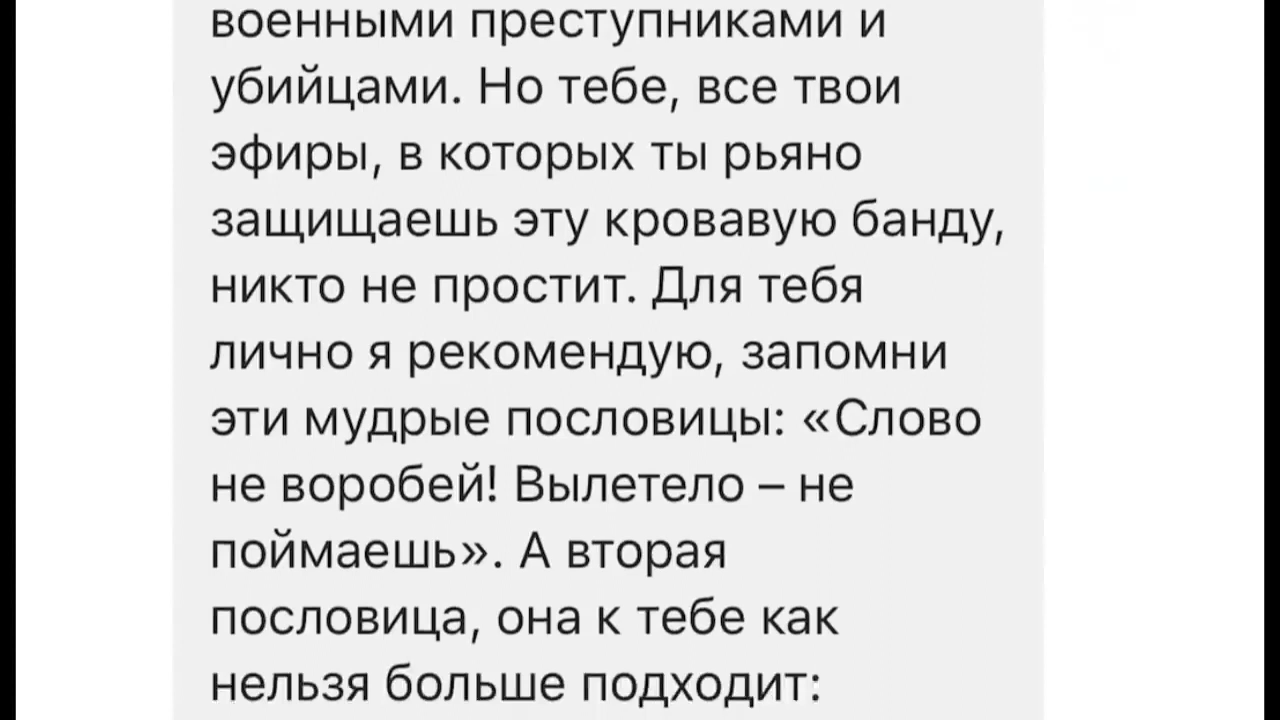 военными преступниками и
убийцами. Но тебе, все твои
эфиры, в которых ты рьяно
защищаешь эту кровавую банду,
никто не простит. Для тебя
лично я рекомендую, запомни
эти мудрые пословицы: «Слово
не воробей! Вылетело – не
поймаешь». А вторая
пословица, она к тебе как
нельзя больше подходит: